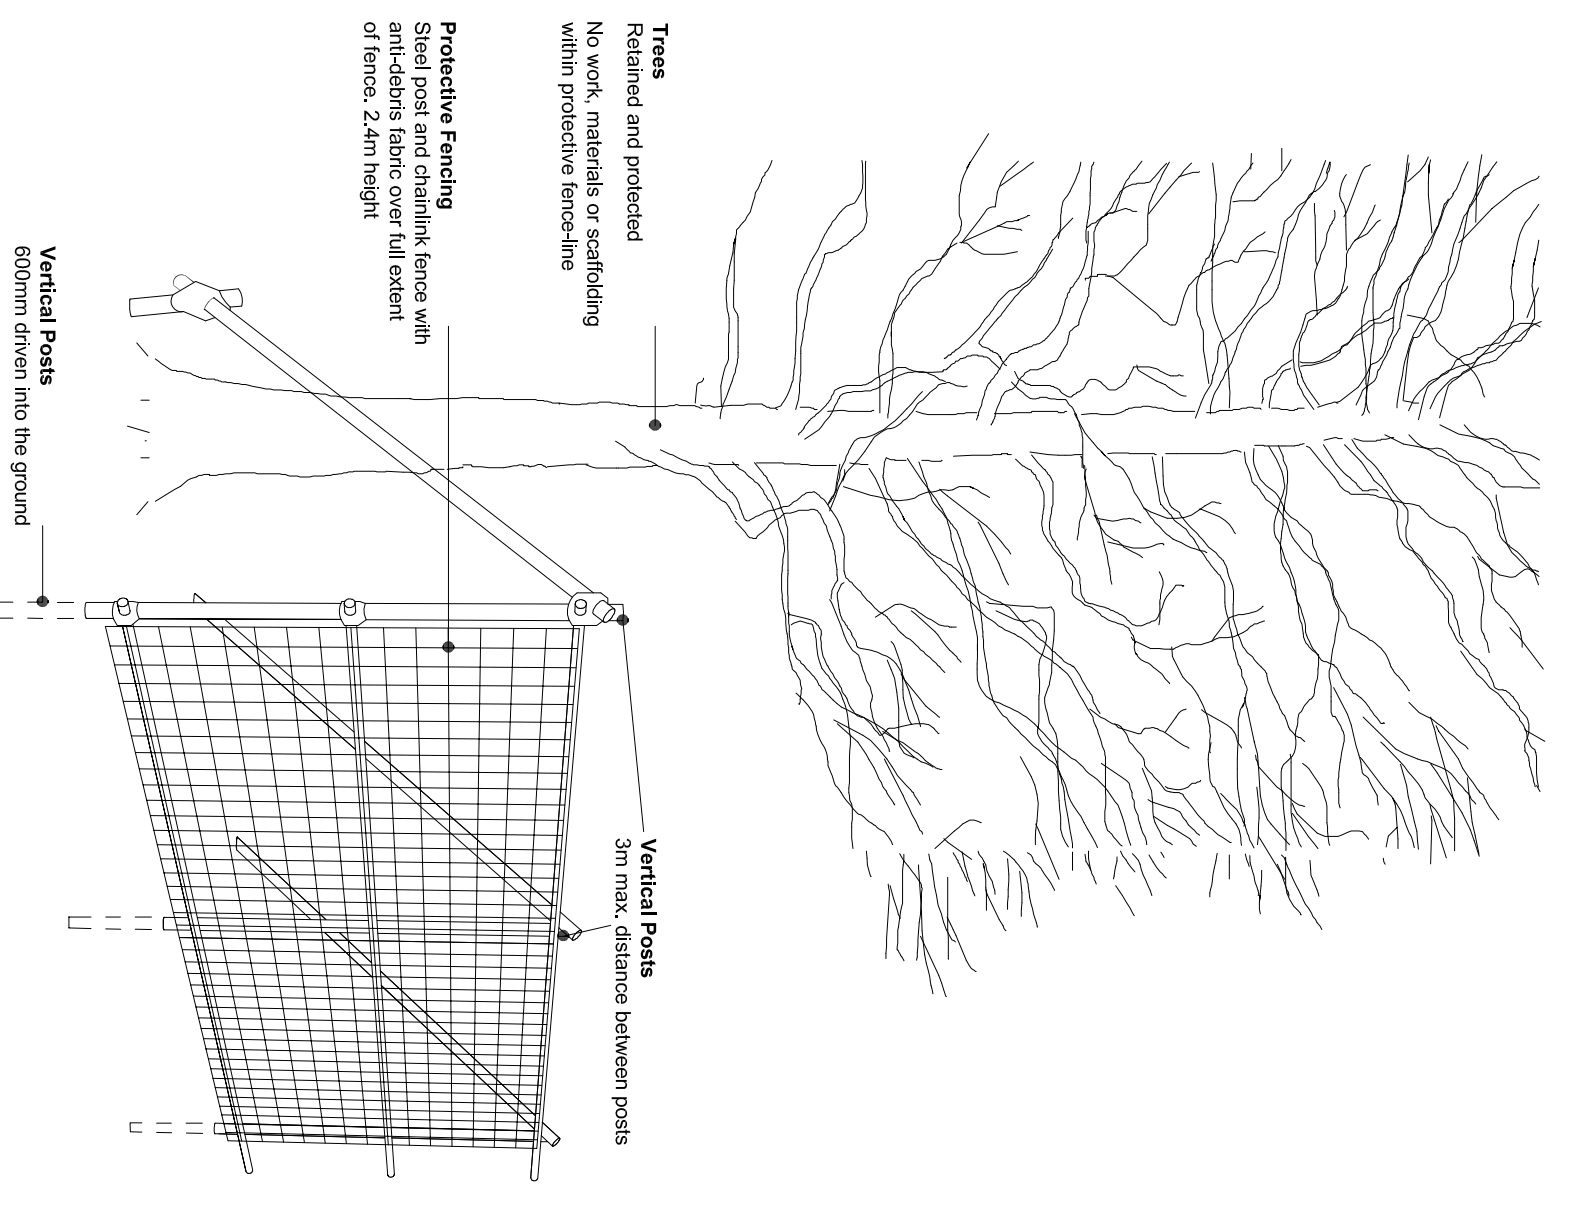 Trees
Retained and protected
No work, materials or scaffolding
within protective fence-line
Protective Fencing
Steel post and chainlink fence with
anti-debris fabric over full extent
of fence. 2.4m height
Vertical Posts
3m max. distance between posts
Vertical Posts
600mm driven into the ground